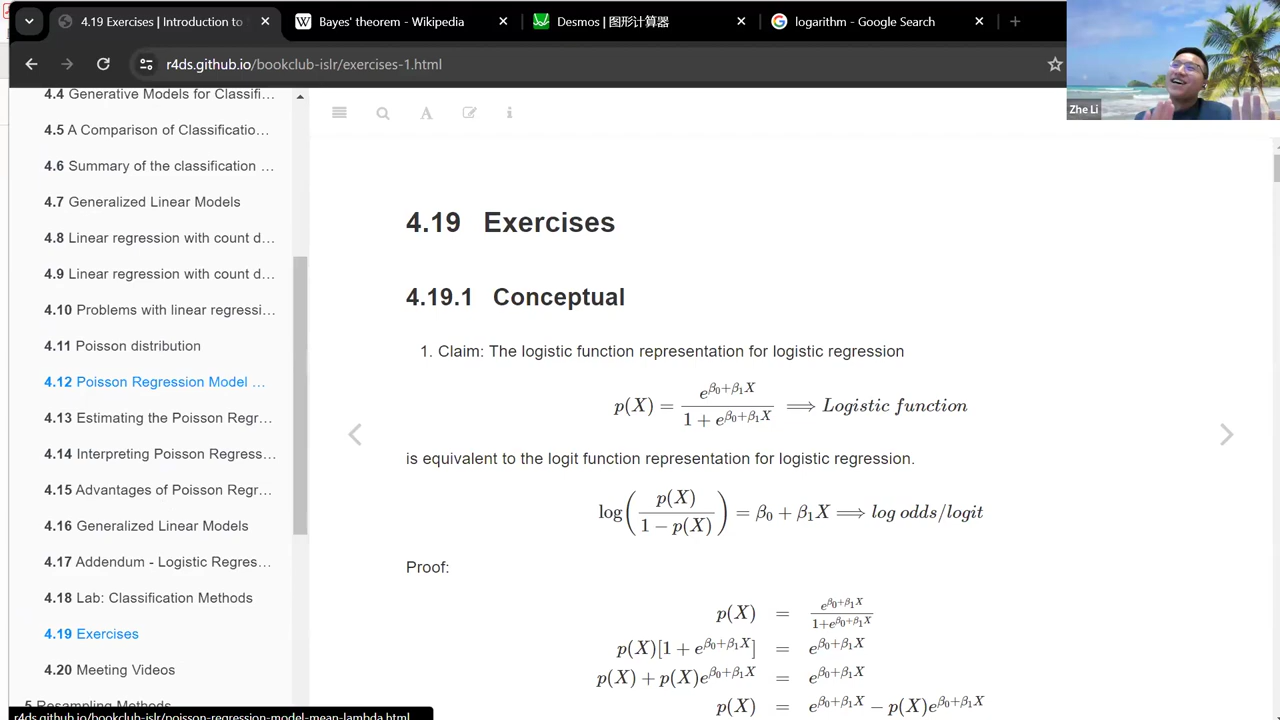 4.19 Exercises | Introduction to
Bayes' theorem - Wikipedia
Desmos | 图形计算器
logarithm - Google Search
r4ds.github.io/bookclub-islr/exercises-1.html
Zhe Li
4.4 Generative Models for Classifi...
4.5 A Comparison of Classificatio...
4.6 Summary of the classification ...
4.7 Generalized Linear Models
4.8 Linear regression with count d...
4.9 Linear regression with count d...
4.10 Problems with linear regressi...
4.11 Poisson distribution
4.12 Poisson Regression Model ...
4.13 Estimating the Poisson Regr...
4.14 Interpreting Poisson Regress...
4.15 Advantages of Poisson Regr...
4.16 Generalized Linear Models
4.17 Addendum - Logistic Regres...
4.18 Lab: Classification Methods
4.19 Exercises
4.20 Meeting Videos
5 Resampling Methods
r4ds.github.io/bookclub-islr/poisson-regression-model-mean-lambda.html
4.19 Exercises
4.19.1 Conceptual
1. Claim: The logistic function representation for logistic regression
p(X) = e^{β₀+β₁X} / (1 + e^{β₀+β₁X}) ⟹ Logistic function
is equivalent to the logit function representation for logistic regression.
log(p(X) / (1 − p(X))) = β₀ + β₁X ⟹ log odds/logit
Proof:
p(X) = e^{β₀+β₁X} / (1+e^{β₀+β₁X})
p(X)[1 + e^{β₀+β₁X}] = e^{β₀+β₁X}
p(X) + p(X)e^{β₀+β₁X} = e^{β₀+β₁X}
p(X) = e^{β₀+β₁X} − p(X)e^{β₀+β₁X}